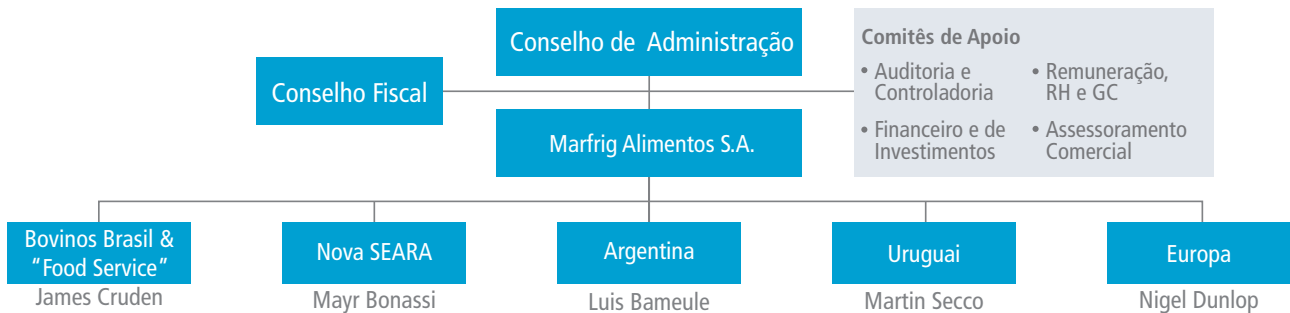 Conselho de Administração
Conselho Fiscal
Comitês de Apoio
• Auditoria e
Controladoria
• Remuneração,
RH e GC
• Financeiro e de
Investimentos
• Assessoramento
Comercial
Marfrig Alimentos S.A.
Bovinos Brasil &
“Food Service”
James Cruden
Nova SEARA
Mayr Bonassi
Argentina
Luis Bameule
Uruguai
Martin Secco
Europa
Nigel Dunlop